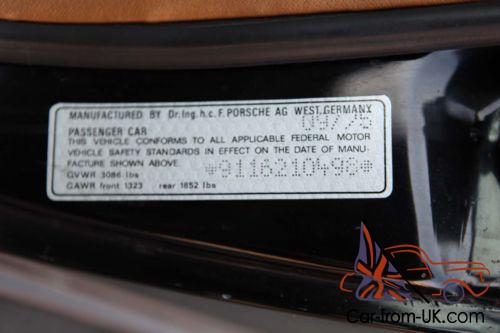 MANUFACTURED BY Dr.Ing.h.c.F.PORSCHE AG WEST.GERMANY
09/75
PASSENGER CAR
THIS VEHICLE CONFORMS TO ALL APPLICABLE FEDERAL MOTOR
VEHICLE SAFETY STANDARDS IN EFFECT ON THE DATE OF MANU-
FACTURE SHOWN ABOVE.
*9116210498*
GVWR 3086 lbs
GAWR front 1323 rear 1852 lbs
Car-from-UK.com